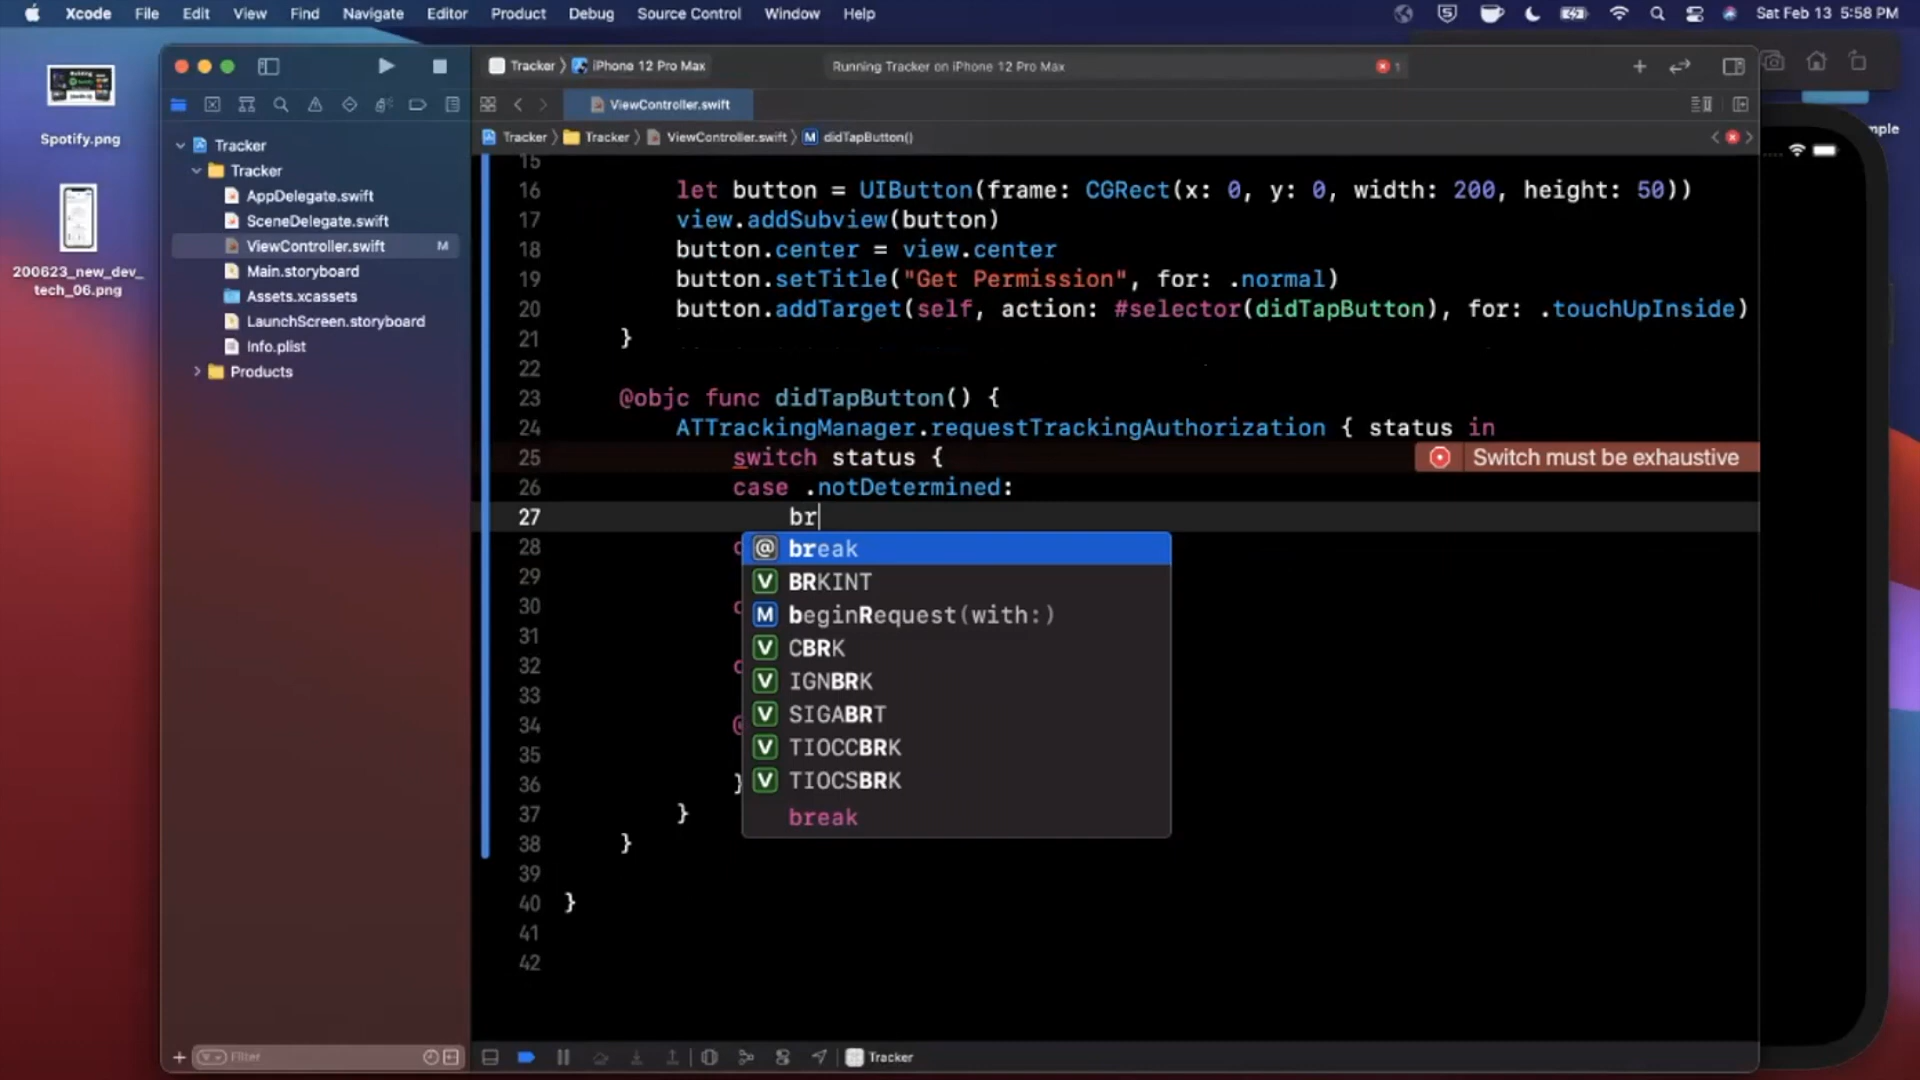 Xcode File Edit View Find Navigate Editor Product Debug Source Control Window Help Sat Feb 13 5:58 PM
Spotify.png
200623_new_dev_
tech_06.png
Tracker iPhone 12 Pro Max Running Tracker on iPhone 12 Pro Max 1
ViewController.swift
Tracker Tracker ViewController.swift M didTapButton()
mple
Tracker
Tracker
AppDelegate.swift
SceneDelegate.swift
ViewController.swift M
Main.storyboard
Assets.xcassets
LaunchScreen.storyboard
Info.plist
Products
15
16 let button = UIButton(frame: CGRect(x: 0, y: 0, width: 200, height: 50))
17 view.addSubview(button)
18 button.center = view.center
19 button.setTitle("Get Permission", for: .normal)
20 button.addTarget(self, action: #selector(didTapButton), for: .touchUpInside)
21 }
22
23 @objc func didTapButton() {
24 ATTrackingManager.requestTrackingAuthorization { status in
25 switch status { Switch must be exhaustive
26 case .notDetermined:
27 br
28
@ break
29
V BRKINT
30
M beginRequest(with:)
31
V CBRK
32
V IGNBRK
33
V SIGABRT
34
V TIOCCBRK
35
V TIOCSBRK
36 }
break
37 }
38 }
39
40 }
41
42
Filter
Tracker